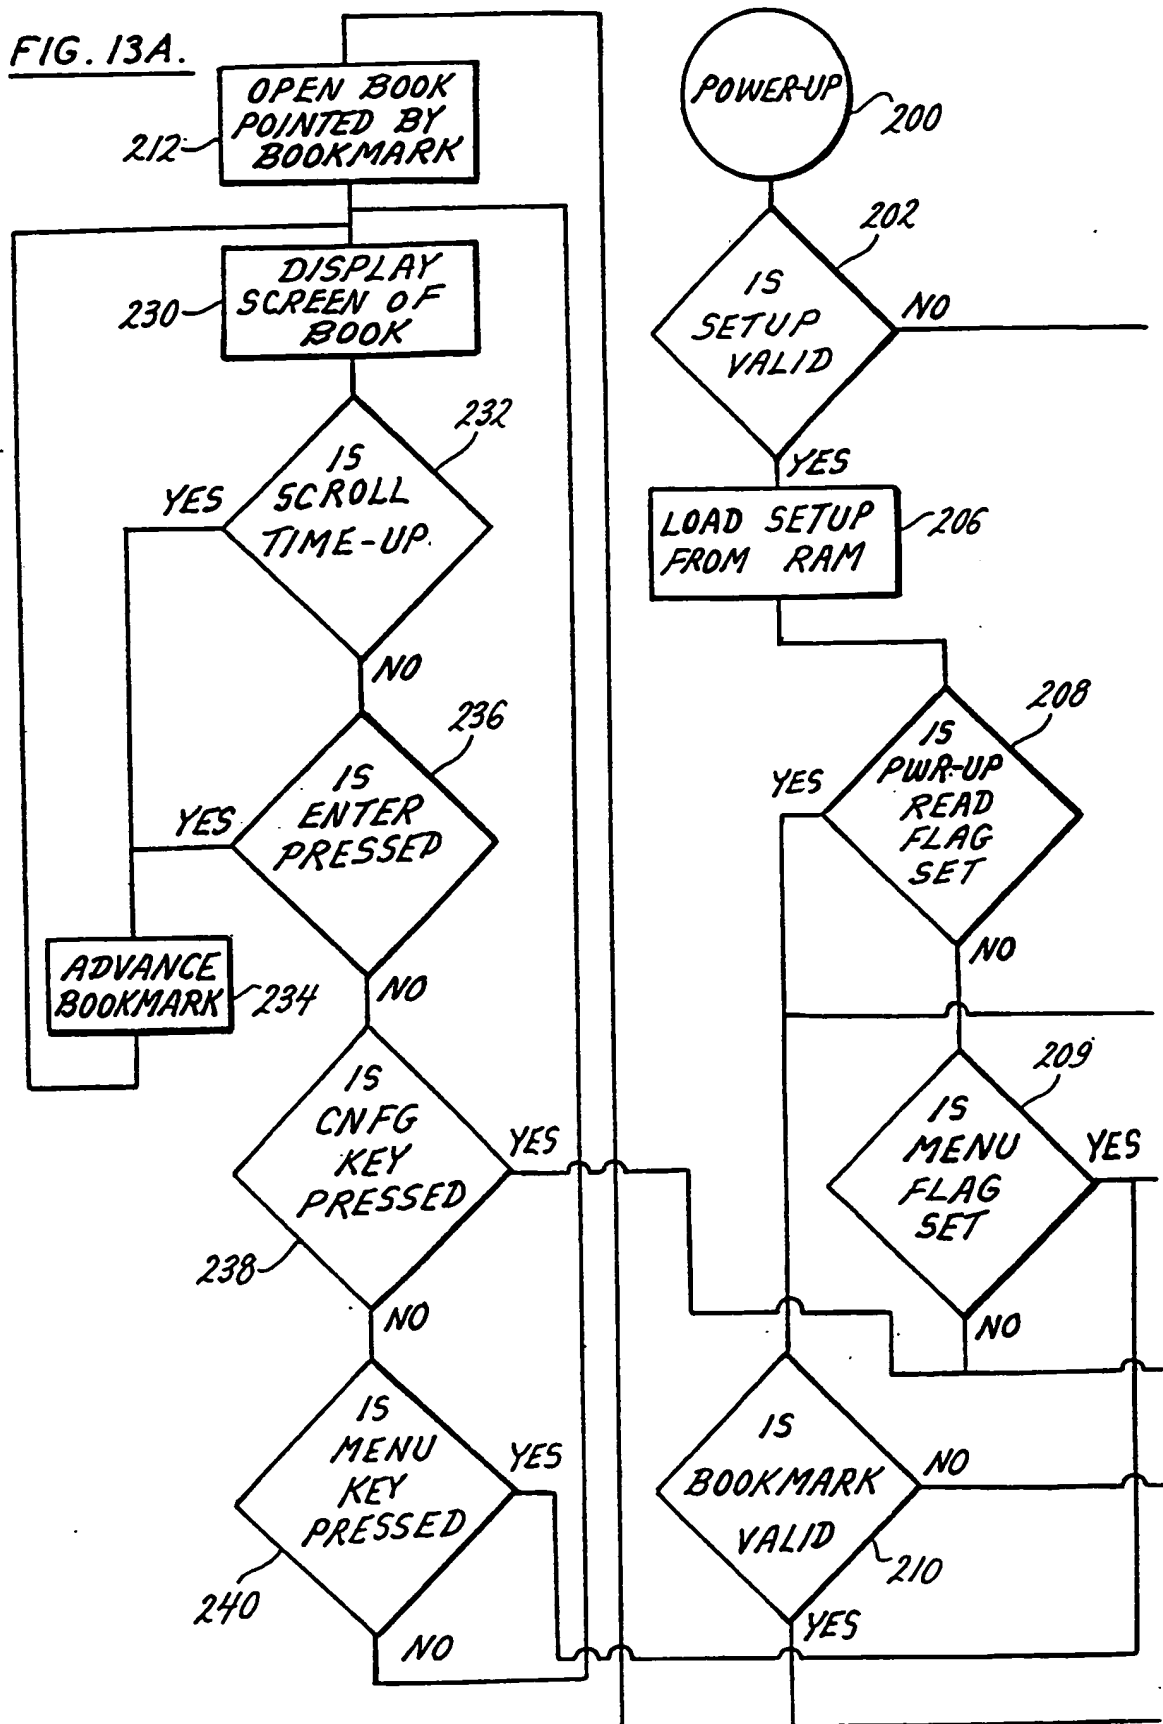 FIG. 13A.
OPEN BOOK
POINTED BY
BOOKMARK
212
DISPLAY
SCREEN OF
BOOK
230
IS
SCROLL
TIME-UP.
232
YES
NO
IS
ENTER
PRESSED
236
YES
NO
ADVANCE
BOOKMARK
234
IS
CNFG
KEY
PRESSED
238
YES
NO
IS
MENU
KEY
PRESSED
240
YES
NO
POWER-UP
200
IS
SETUP
VALID
202
NO
YES
LOAD SETUP
FROM RAM
206
IS
PWR-UP
READ
FLAG
SET
208
YES
NO
IS
MENU
FLAG
SET
209
YES
NO
IS
BOOKMARK
VALID
210
NO
YES